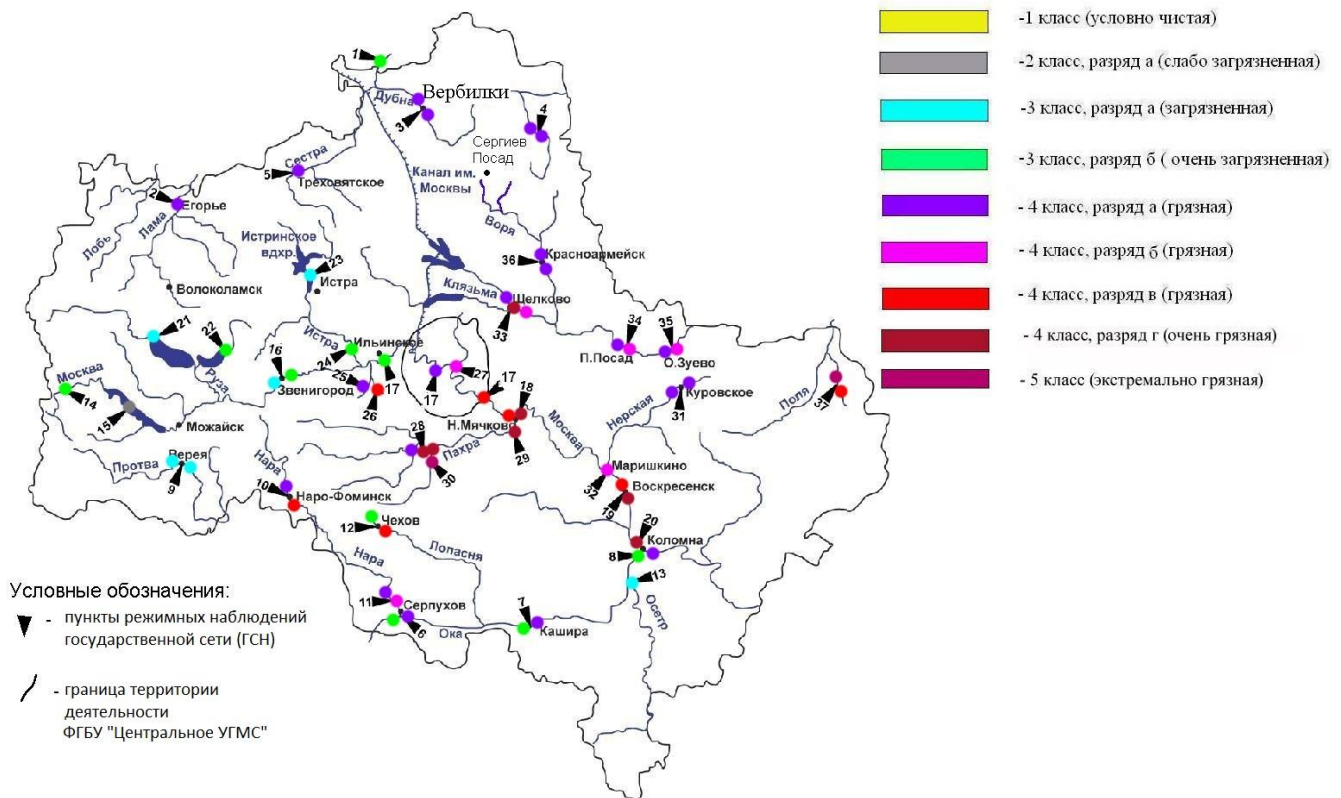 -1 класс (условно чистая)
-2 класс, разряд а (слабо загрязненная)
-3 класс, разряд а (загрязненная)
-3 класс, разряд б ( очень загрязненная)
- 4 класс, разряд а (грязная)
- 4 класс, разряд б (грязная)
- 4 класс, разряд в (грязная)
- 4 класс, разряд г (очень грязная)
- 5 класс (экстремально грязная)
1
Вербилки
Дубна
3
4
Сергиев
Посад
Сестра
5
Треховятское
Канал им.
Москвы
2
Егорье
Лобь
Лама
Воря
Истринское
вдхр.
23
Истра
36
Красноармейск
Волоколамск
Клязьма
Щелково
33
21
22
16
Истра
Ильинское
24
34
35
П.Посад
О.Зуево
Москва
14
Руза
Звенигород
25
17
26
17
27
17
18
Куровское
31
Поля
37
15
Можайск
Н.Мячково
Москва
Нерская
28
Пахра
29
30
Верея
Протва
9
Нара
10
Наро-Фоминск
Маришкино
32
Воскресенск
19
Чехов
12
Лопасня
20
Коломна
8
Нара
13
Осетр
11
Серпухов
6
Ока
7
Кашира
Условные обозначения:
- пункты режимных наблюдений
государственной сети (ГСН)
- граница территории
деятельности
ФГБУ "Центральное УГМС"